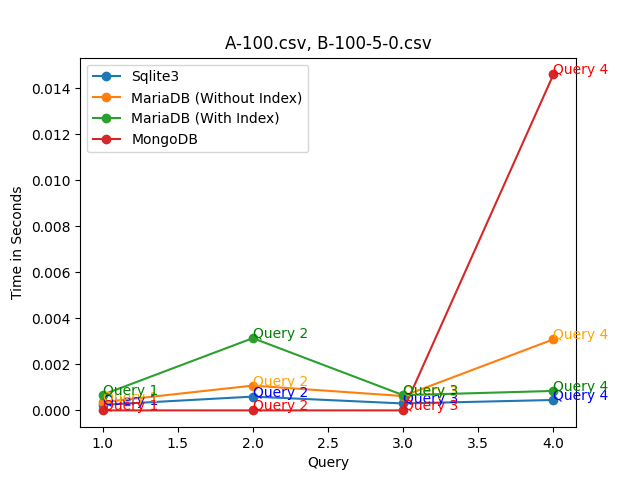 A-100.csv, B-100-5-0.csv
Sqlite3
MariaDB (Without Index)
MariaDB (With Index)
MongoDB
Time in Seconds
0.014
0.012
0.010
0.008
0.006
0.004
0.002
0.000
Query 4
Query 2
Query 4
Query 1
Query 2
Query 2
Query 2
Query 3
Query 3
Query 3
Query 4
Query 4
Query 1
1.0
1.5
2.0
2.5
3.0
3.5
4.0
Query